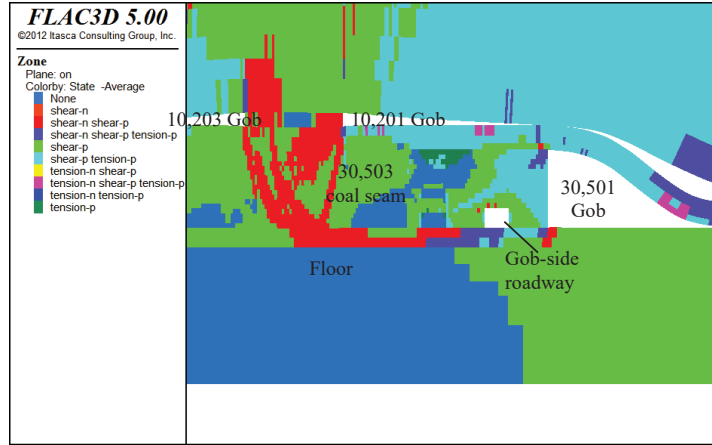 FLAC3D 5.00
©2012 Itasca Consulting Group, Inc.
Zone
Plane: on
Colorby: State -Average
None
shear-n
shear-n shear-p
shear-n shear-p tension-p
shear-p
shear-p tension-p
tension-n shear-p
tension-n shear-p tension-p
tension-n tension-p
tension-p
10,203 Gob
10,201 Gob
30,503
coal seam
30,501
Gob
Gob-side
roadway
Floor